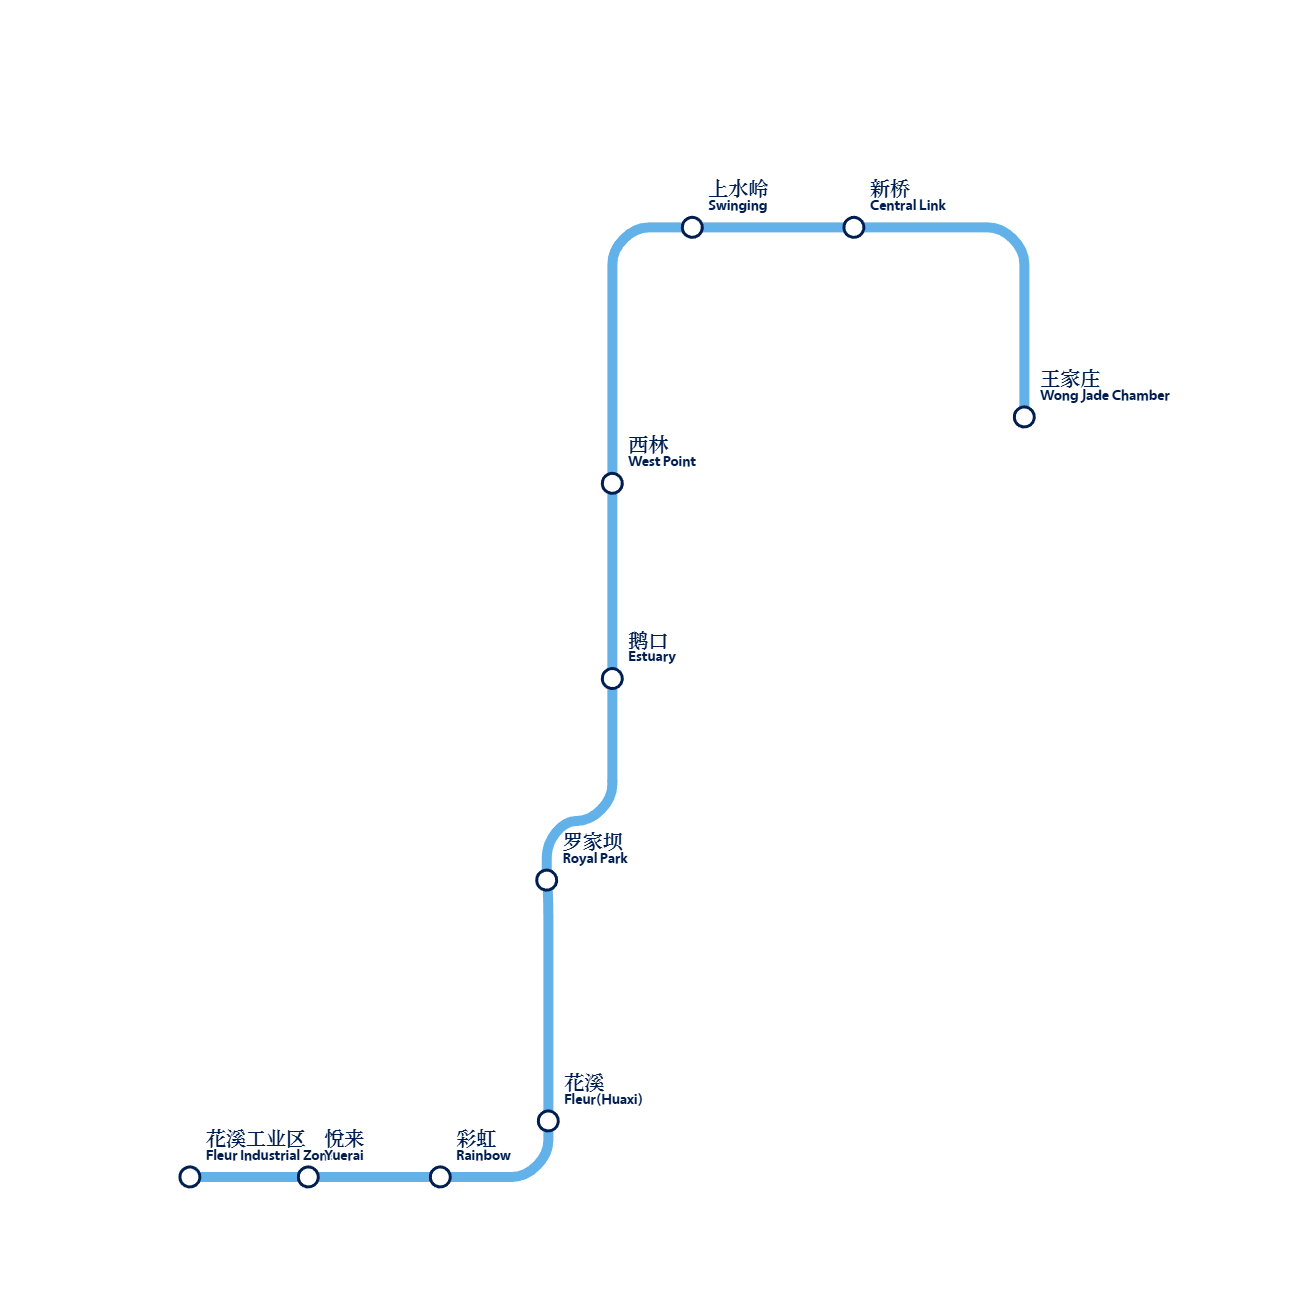 上水岭
Swinging
新桥
Central Link
王家庄
Wong Jade Chamber
西林
West Point
鹅口
Estuary
罗家坝
Royal Park
花溪
Fleur(Huaxi)
花溪工业区
Fleur Industrial Zon
悦来
Yuerai
彩虹
Rainbow